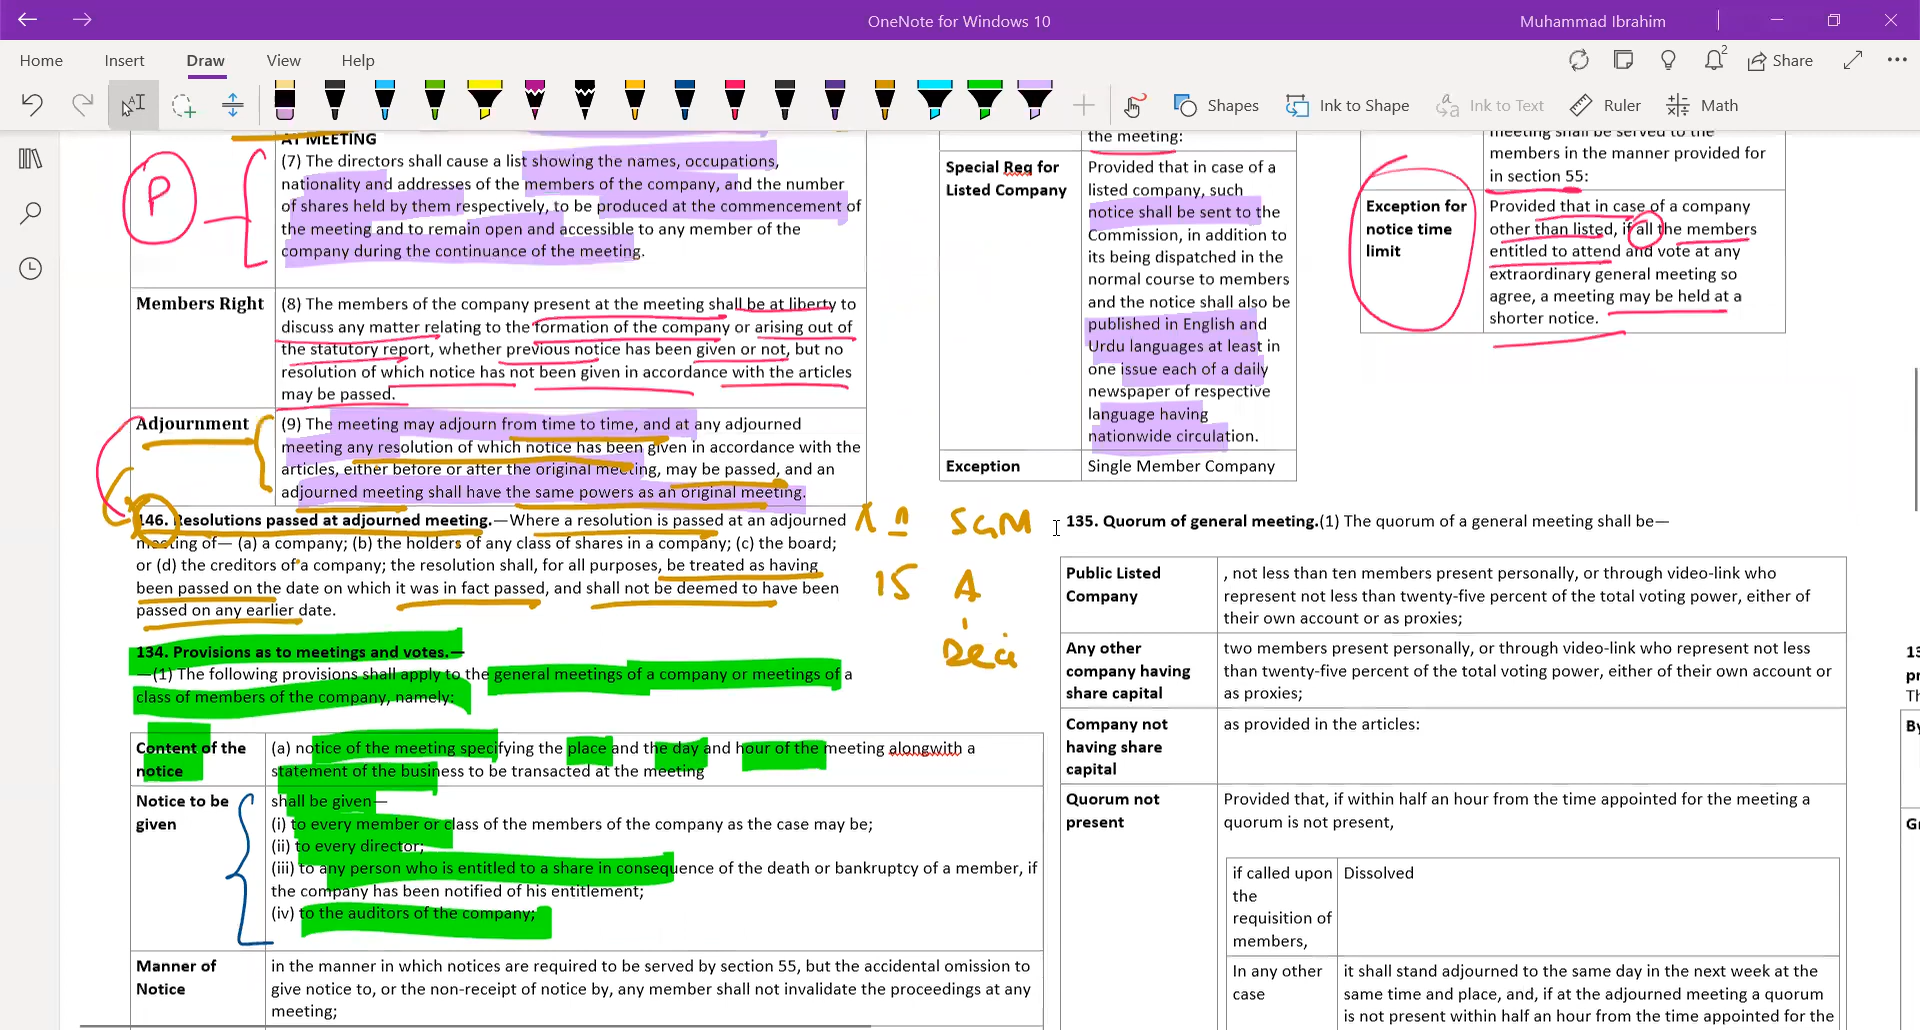 OneNote for Windows 10
Muhammad Ibrahim
Home Insert Draw View Help
2 Share
Shapes Ink to Shape Ink to Text Ruler Math
AT MEETING
(7) The directors shall cause a list showing the names, occupations,
nationality and addresses of the members of the company, and the number
of shares held by them respectively, to be produced at the commencement of
the meeting and to remain open and accessible to any member of the
company during the continuance of the meeting.
P
Members Right
(8) The members of the company present at the meeting shall be at liberty to
discuss any matter relating to the formation of the company or arising out of
the statutory report, whether previous notice has been given or not, but no
resolution of which notice has not been given in accordance with the articles
may be passed.
Adjournment
(9) The meeting may adjourn from time to time, and at any adjourned
meeting any resolution of which notice has been given in accordance with the
articles, either before or after the original meeting, may be passed, and an
adjourned meeting shall have the same powers as an original meeting.
146. Resolutions passed at adjourned meeting.—Where a resolution is passed at an adjourned
meeting of— (a) a company; (b) the holders of any class of shares in a company; (c) the board;
or (d) the creditors of a company; the resolution shall, for all purposes, be treated as having
been passed on the date on which it was in fact passed, and shall not be deemed to have been
passed on any earlier date.
SGM
15 A
134. Provisions as to meetings and votes.—
—(1) The following provisions shall apply to the general meetings of a company or meetings of a
class of members of the company, namely:
Content of the
notice
(a) notice of the meeting specifying the place and the day and hour of the meeting alongwith a
statement of the business to be transacted at the meeting
Notice to be
given
shall be given—
(i) to every member or class of the members of the company as the case may be;
(ii) to every director;
(iii) to any person who is entitled to a share in consequence of the death or bankruptcy of a member, if
the company has been notified of his entitlement;
(iv) to the auditors of the company;
Manner of
Notice
in the manner in which notices are required to be served by section 55, but the accidental omission to
give notice to, or the non-receipt of notice by, any member shall not invalidate the proceedings at any
meeting;
the meeting:
Special Req for
Listed Company
Provided that in case of a
listed company, such
notice shall be sent to the
Commission, in addition to
its being dispatched in the
normal course to members
and the notice shall also be
published in English and
Urdu languages at least in
one issue each of a daily
newspaper of respective
language having
nationwide circulation.
Exception
Single Member Company
meeting shall be served to the
members in the manner provided for
in section 55:
Exception for
notice time
limit
Provided that in case of a company
other than listed, if all the members
entitled to attend and vote at any
extraordinary general meeting so
agree, a meeting may be held at a
shorter notice.
135. Quorum of general meeting.(1) The quorum of a general meeting shall be—
Public Listed
Company
, not less than ten members present personally, or through video-link who
represent not less than twenty-five percent of the total voting power, either of
their own account or as proxies;
Any other
company having
share capital
two members present personally, or through video-link who represent not less
than twenty-five percent of the total voting power, either of their own account or
as proxies;
Company not
having share
capital
as provided in the articles:
Quorum not
present
Provided that, if within half an hour from the time appointed for the meeting a
quorum is not present,
if called upon
the
requisition of
members,
Dissolved
In any other
case
it shall stand adjourned to the same day in the next week at the
same time and place, and, if at the adjourned meeting a quorum
is not present within half an hour from the time appointed for the